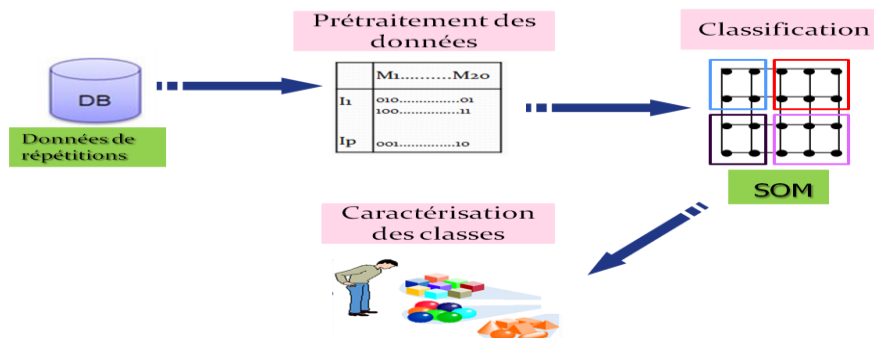 Prétraitement des
données
Classification
DB
Données de
répétitions
M1.........M20
I1 010..............01
100..............11
Ip 001..............10
SOM
Caractérisation
des classes